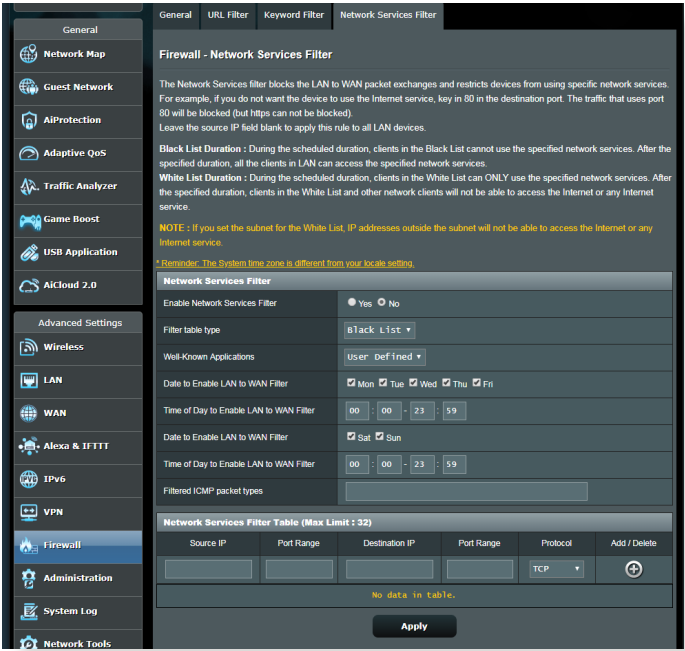 General
URL Filter
Keyword Filter
Network Services Filter
General
Network Map
Guest Network
AiProtection
Adaptive QoS
Traffic Analyzer
Game Boost
USB Application
AiCloud 2.0
Advanced Settings
Wireless
LAN
WAN
Alexa & IFTTT
IPv6
VPN
Firewall
Administration
System Log
Network Tools
Firewall - Network Services Filter
The Network Services filter blocks the LAN to WAN packet exchanges and restricts devices from using specific network services.
For example, if you do not want the device to use the Internet service, key in 80 in the destination port. The traffic that uses port
80 will be blocked (but https can not be blocked).
Leave the source IP field blank to apply this rule to all LAN devices.
Black List Duration : During the scheduled duration, clients in the Black List cannot use the specified network services. After the
specified duration, all the clients in LAN can access the specified network services.
White List Duration : During the scheduled duration, clients in the White List can ONLY use the specified network services. After
the specified duration, clients in the White List and other network clients will not be able to access the Internet or any Internet
service.
NOTE : If you set the subnet for the White List, IP addresses outside the subnet will not be able to access the Internet or any
Internet service.
* Reminder: The System time zone is different from your locale setting.
Network Services Filter
Enable Network Services Filter Yes No
Filter table type Black List
Well-Known Applications User Defined
Date to Enable LAN to WAN Filter Mon Tue Wed Thu Fri
Time of Day to Enable LAN to WAN Filter 00 : 00 - 23 : 59
Date to Enable LAN to WAN Filter Sat Sun
Time of Day to Enable LAN to WAN Filter 00 : 00 - 23 : 59
Filtered ICMP packet types
Network Services Filter Table (Max Limit : 32)
Source IP Port Range Destination IP Port Range Protocol Add / Delete
TCP
No data in table.
Apply